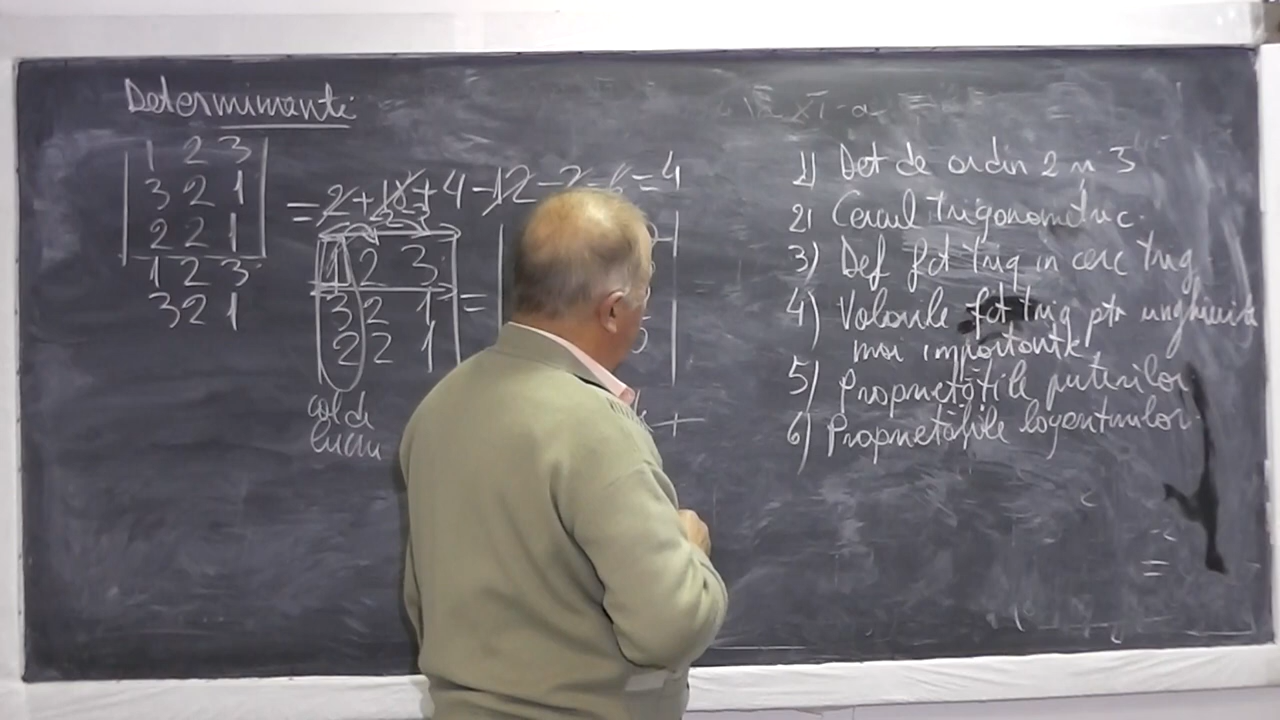 Determinanti
1 2 3
3 2 1
2 2 1
1 2 3
3 2 1
= 2 + 18 + 4 - 12 - 2 - 6 = 4
1 2 3
3 2 1 =
2 2 1
col de
lucru
+
XI-a
1) Det de ordin 2 și 3
2) Cercul trigonometric
3) Def fct trig in cerc trig
4) Valorile fct trig ptr unghiurile
mai importante
5) Proprietățile puterilor
6) Proprietățile logaritmilor
=